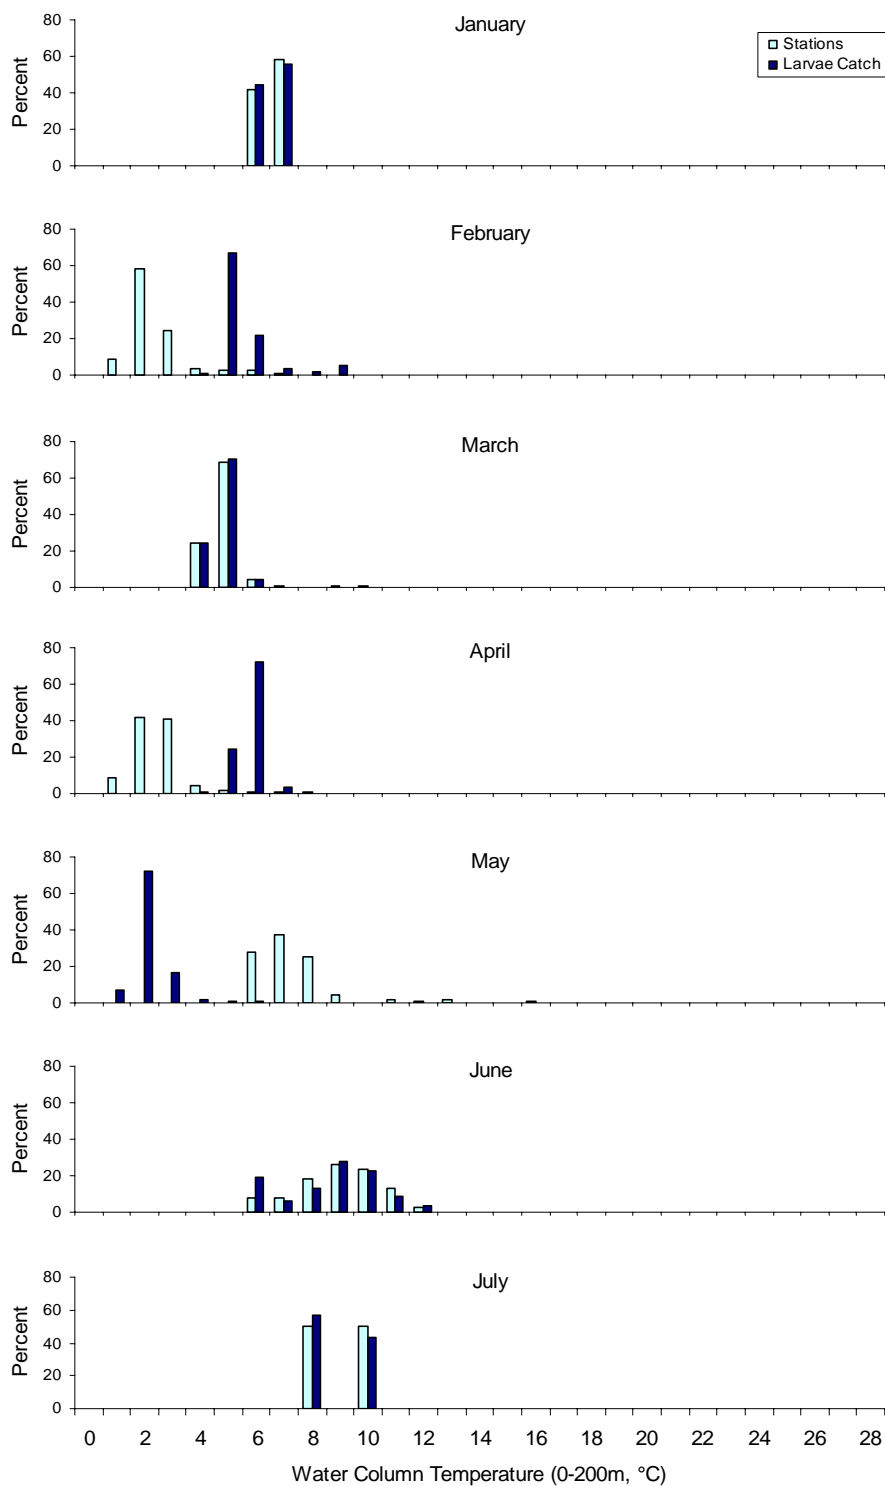 January
Stations
Larvae Catch
80
60
40
20
0
Percent
February
80
60
40
20
0
Percent
March
80
60
40
20
0
Percent
April
80
60
40
20
0
Percent
May
80
60
40
20
0
Percent
June
80
60
40
20
0
Percent
July
80
60
40
20
0
Percent
0 2 4 6 8 10 12 14 16 18 20 22 24 26 28
Water Column Temperature (0-200m, °C)